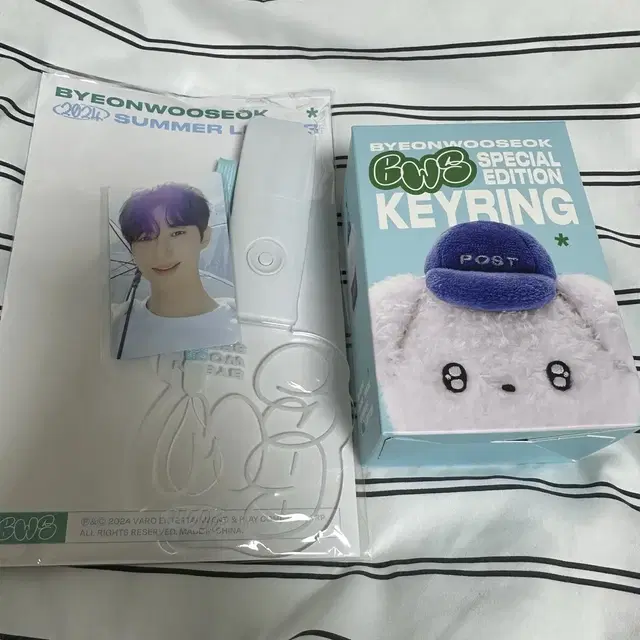 BYEONWOOSEOK
2024 SUMMER L
BWS
2024 VARO ENTERTAINMENT &
ALL RIGHTS RESERVED. MADE IN CHINA.
BYEONWOOSEOK
BWS SPECIAL
EDITION
KEYRING
POST